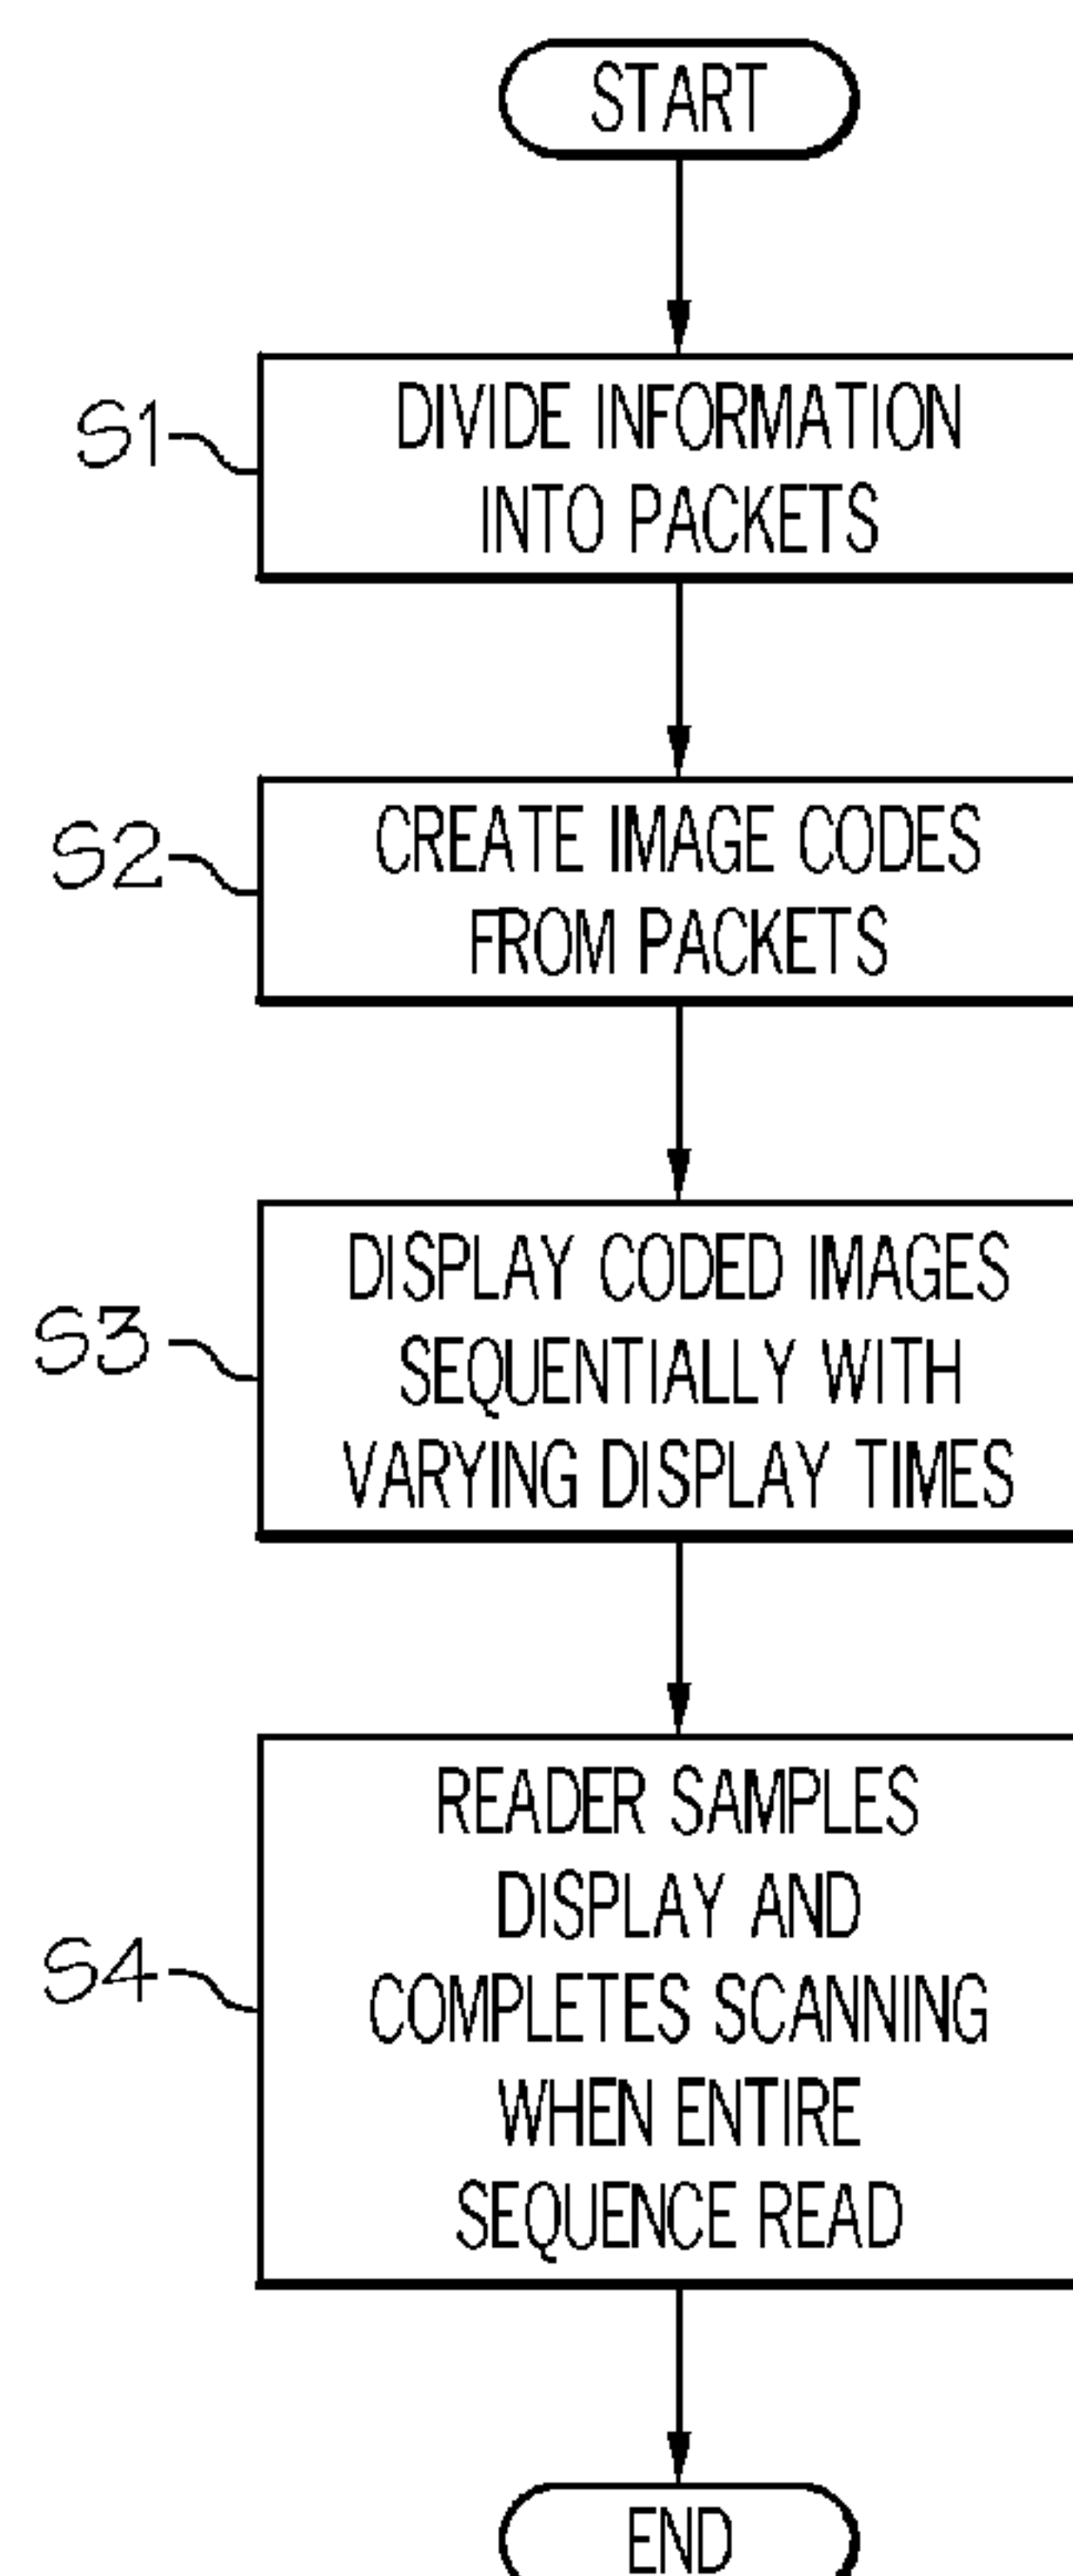 START
S1
DIVIDE INFORMATION
INTO PACKETS
S2
CREATE IMAGE CODES
FROM PACKETS
S3
DISPLAY CODED IMAGES
SEQUENTIALLY WITH
VARYING DISPLAY TIMES
S4
READER SAMPLES
DISPLAY AND
COMPLETES SCANNING
WHEN ENTIRE
SEQUENCE READ
END